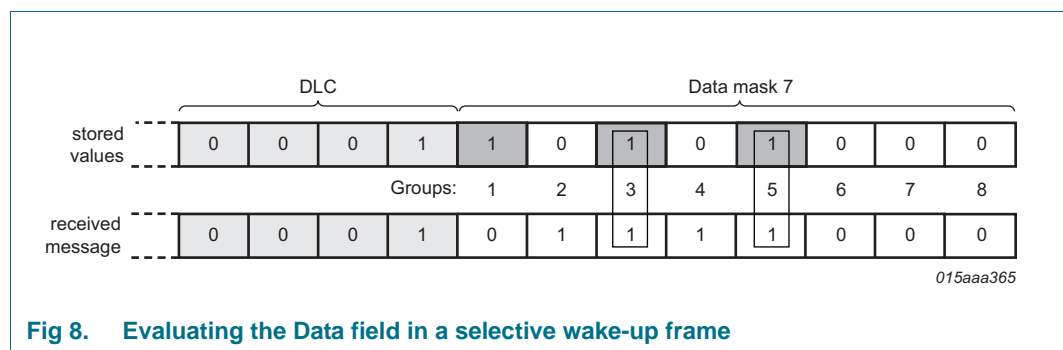 DLC Data mask 7
stored values 0 0 0 1 1 0 1 0 1 0 0 0
Groups: 1 2 3 4 5 6 7 8
received message 0 0 0 1 0 1 1 1 1 0 0 0
015aaa365
Fig 8. Evaluating the Data field in a selective wake-up frame